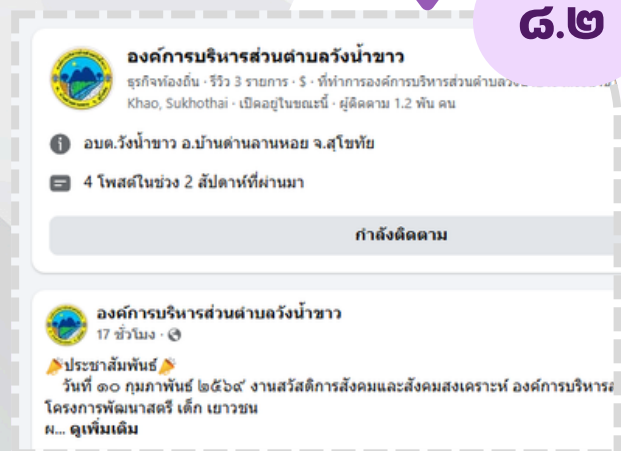 ๘.๒
องค์การบริหารส่วนตำบลวังน้ำขาว
ธุรกิจท้องถิ่น · รีวิว 3 รายการ · $ · ที่ทำการองค์การบริหารส่วนตำบล
Khao, Sukhothai · เปิดอยู่ในขณะนี้ · ผู้ติดตาม 1.2 พัน คน
อบต.วังน้ำขาว อ.บ้านด่านลานหอย จ.สุโขทัย
4 โพสต์ในช่วง 2 สัปดาห์ที่ผ่านมา
กำลังติดตาม
องค์การบริหารส่วนตำบลวังน้ำขาว
17 ชั่วโมง ·
🎉ประชาสัมพันธ์🎉
วันที่ ๑๐ กุมภาพันธ์ ๒๕๖๙ งานสวัสดิการสังคมและสังคมสงเคราะห์ องค์การบริหารส
โครงการพัฒนาสตรี เด็ก เยาวชน
ผ... ดูเพิ่มเติม